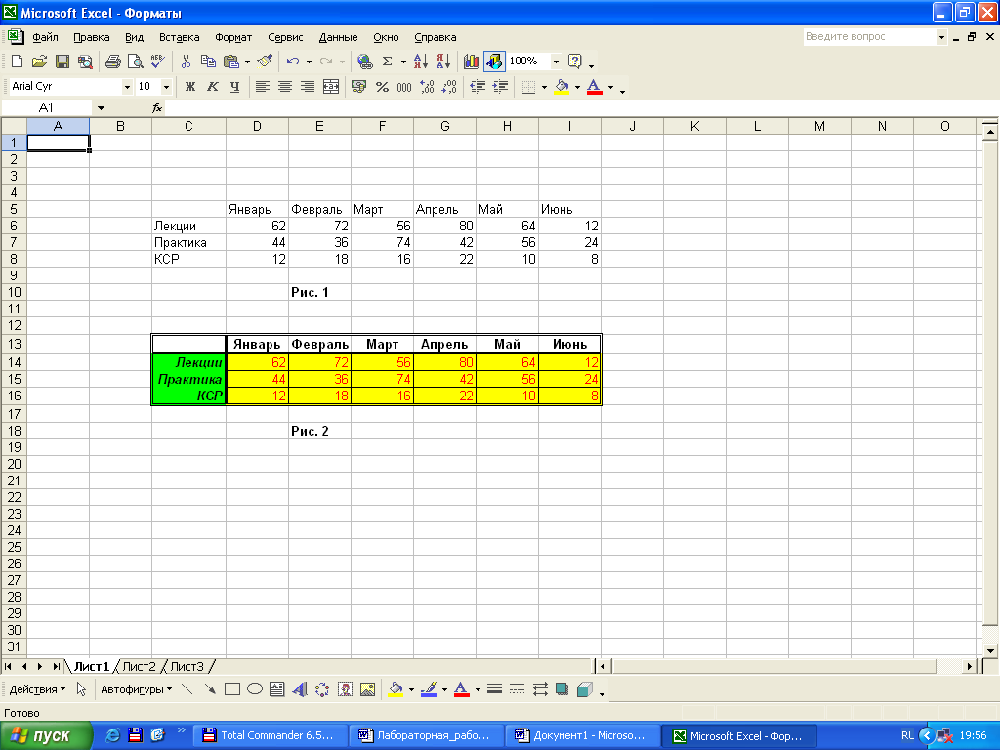 Microsoft Excel - Форматы
Файл Правка Вид Вставка Формат Сервис Данные Окно Справка Введите вопрос
100%
Arial Cyr 10 Ж К Ч % 000
A1 fx
A B C D E F G H I J K L M N O
1
2
3
4
5 Январь Февраль Март Апрель Май Июнь
6 Лекции 62 72 56 80 64 12
7 Практика 44 36 74 42 56 24
8 КСР 12 18 16 22 10 8
9
10 Рис. 1
11
12
13 Январь Февраль Март Апрель Май Июнь
14 Лекции 62 72 56 80 64 12
15 Практика 44 36 74 42 56 24
16 КСР 12 18 16 22 10 8
17
18 Рис. 2
19
20
21
22
23
24
25
26
27
28
29
30
31
Лист1 Лист2 Лист3
Действия Автофигуры
Готово
пуск Total Commander 6.5... Лабораторная_рабо... Документ1 - Microso... Microsoft Excel - Фор... RL 19:56